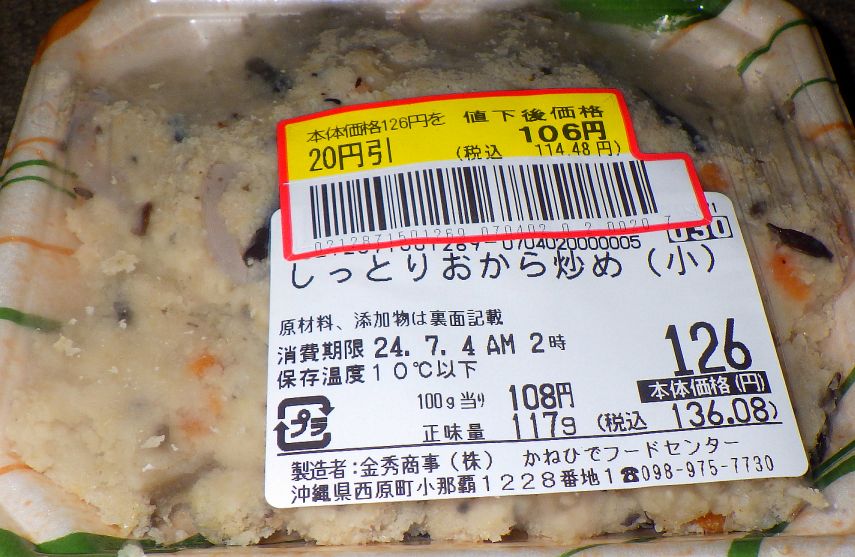 本体価格126円を 値下後価格
20円引 106円
(税込 114.48円)
030
しっとりおから炒め(小)
原材料、添加物は裏面記載
消費期限 24.7.4 AM 2時
保存温度10℃以下
126
本体価格(円)
100g当り 108円
(税込 136.08)
プラ
正味量 117g
製造者:金秀商事(株) かねひでフードセンター
沖縄県西原町小那覇1228番地1☎098-975-7730